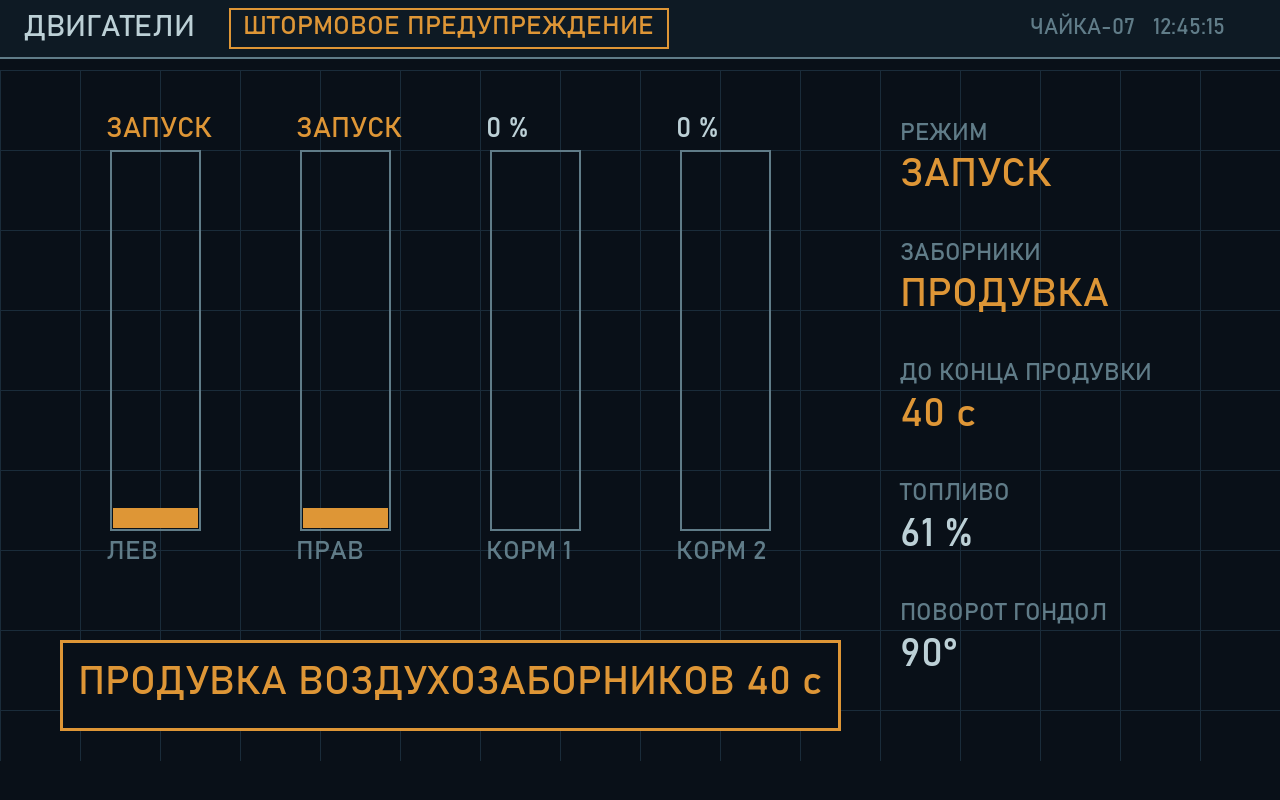 ДВИГАТЕЛИ
ШТОРМОВОЕ ПРЕДУПРЕЖДЕНИЕ
ЧАЙКА-07 12:45:15
ЗАПУСК
ЗАПУСК
0 %
0 %
ЛЕВ
ПРАВ
КОРМ 1
КОРМ 2
РЕЖИМ
ЗАПУСК
ЗАБОРНИКИ
ПРОДУВКА
ДО КОНЦА ПРОДУВКИ
40 с
ТОПЛИВО
61 %
ПОВОРОТ ГОНДОЛ
90°
ПРОДУВКА ВОЗДУХОЗАБОРНИКОВ 40 с